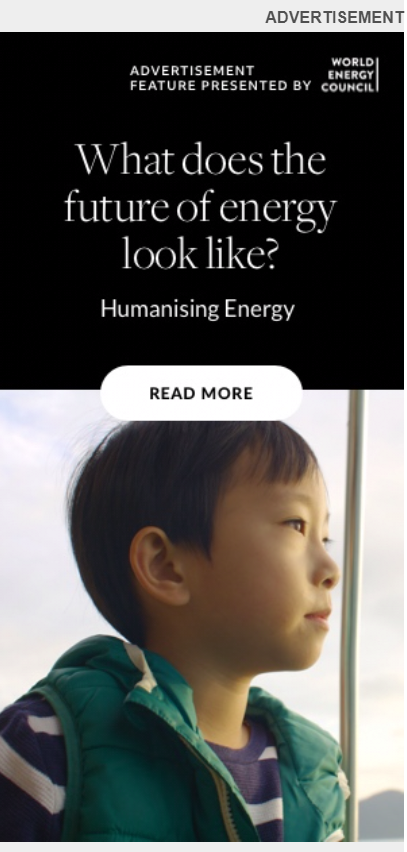 ADVERTISEMENT
ADVERTISEMENT
FEATURE PRESENTED BY
WORLD
ENERGY
COUNCIL
What does the
future of energy
look like?
Humanising Energy
READ MORE